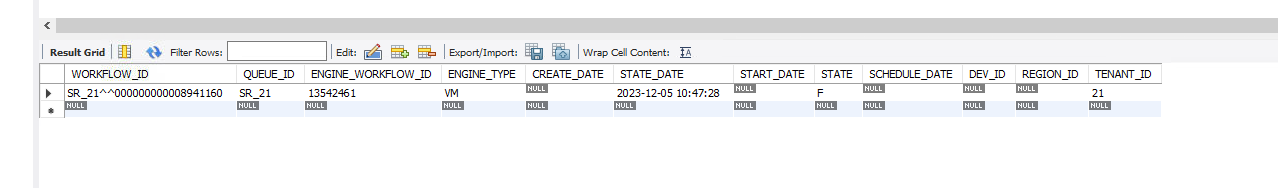 Result Grid Filter Rows: Edit: Export/Import: Wrap Cell Content: IA
WORKFLOW_ID QUEUE_ID ENGINE_WORKFLOW_ID ENGINE_TYPE CREATE_DATE STATE_DATE START_DATE STATE SCHEDULE_DATE DEV_ID REGION_ID TENANT_ID
SR_21^^000000000008941160 SR_21 13542461 VM NULL 2023-12-05 10:47:28 NULL F NULL NULL NULL 21
NULL NULL NULL NULL NULL NULL NULL NULL NULL NULL NULL NULL